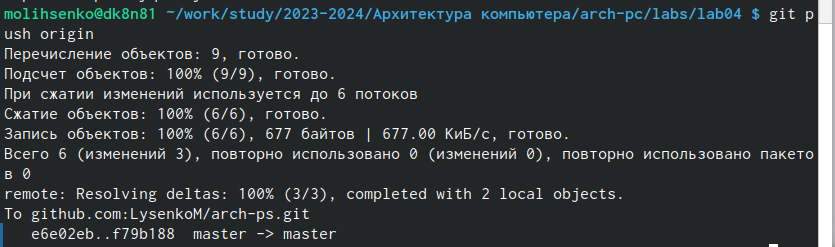 molihsenko@dk8n81 ~/work/study/2023-2024/Архитектура компьютера/arch-pc/labs/lab04 $ git p
ush origin
Перечисление объектов: 9, готово.
Подсчет объектов: 100% (9/9), готово.
При сжатии изменений используется до 6 потоков
Сжатие объектов: 100% (6/6), готово.
Запись объектов: 100% (6/6), 677 байтов | 677.00 КиБ/с, готово.
Всего 6 (изменений 3), повторно использовано 0 (изменений 0), повторно использовано пакето
в 0
remote: Resolving deltas: 100% (3/3), completed with 2 local objects.
To github.com:LysenkoM/arch-ps.git
   e6e02eb..f79b188  master -> master